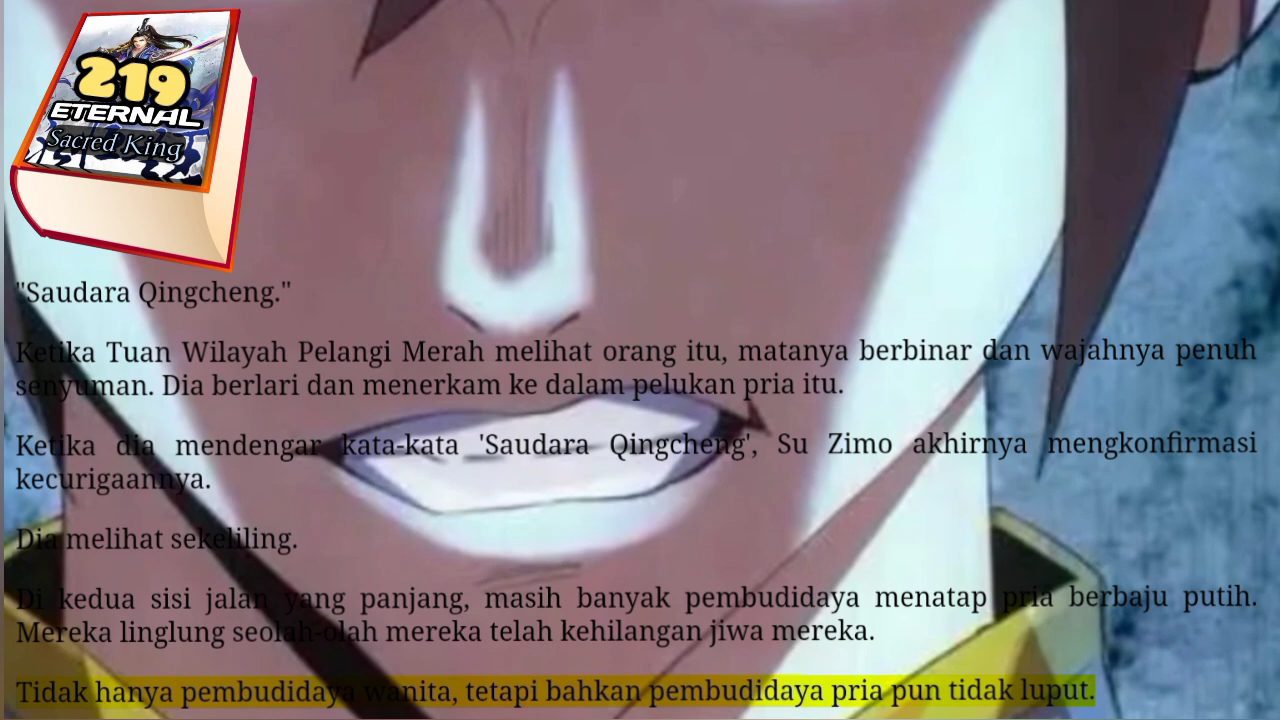 219
ETERNAL
Sacred King
"Saudara Qingcheng."
Ketika Tuan Wilayah Pelangi Merah melihat orang itu, matanya berbinar dan wajahnya penuh
senyuman. Dia berlari dan menerkam ke dalam pelukan pria itu.
Ketika dia mendengar kata-kata 'Saudara Qingcheng', Su Zimo akhirnya mengkonfirmasi
kecurigaannya.
Dia melihat sekeliling.
Di kedua sisi jalan yang panjang, masih banyak pembudidaya menatap pria berbaju putih.
Mereka linglung seolah-olah mereka telah kehilangan jiwa mereka.
Tidak hanya pembudidaya wanita, tetapi bahkan pembudidaya pria pun tidak luput.